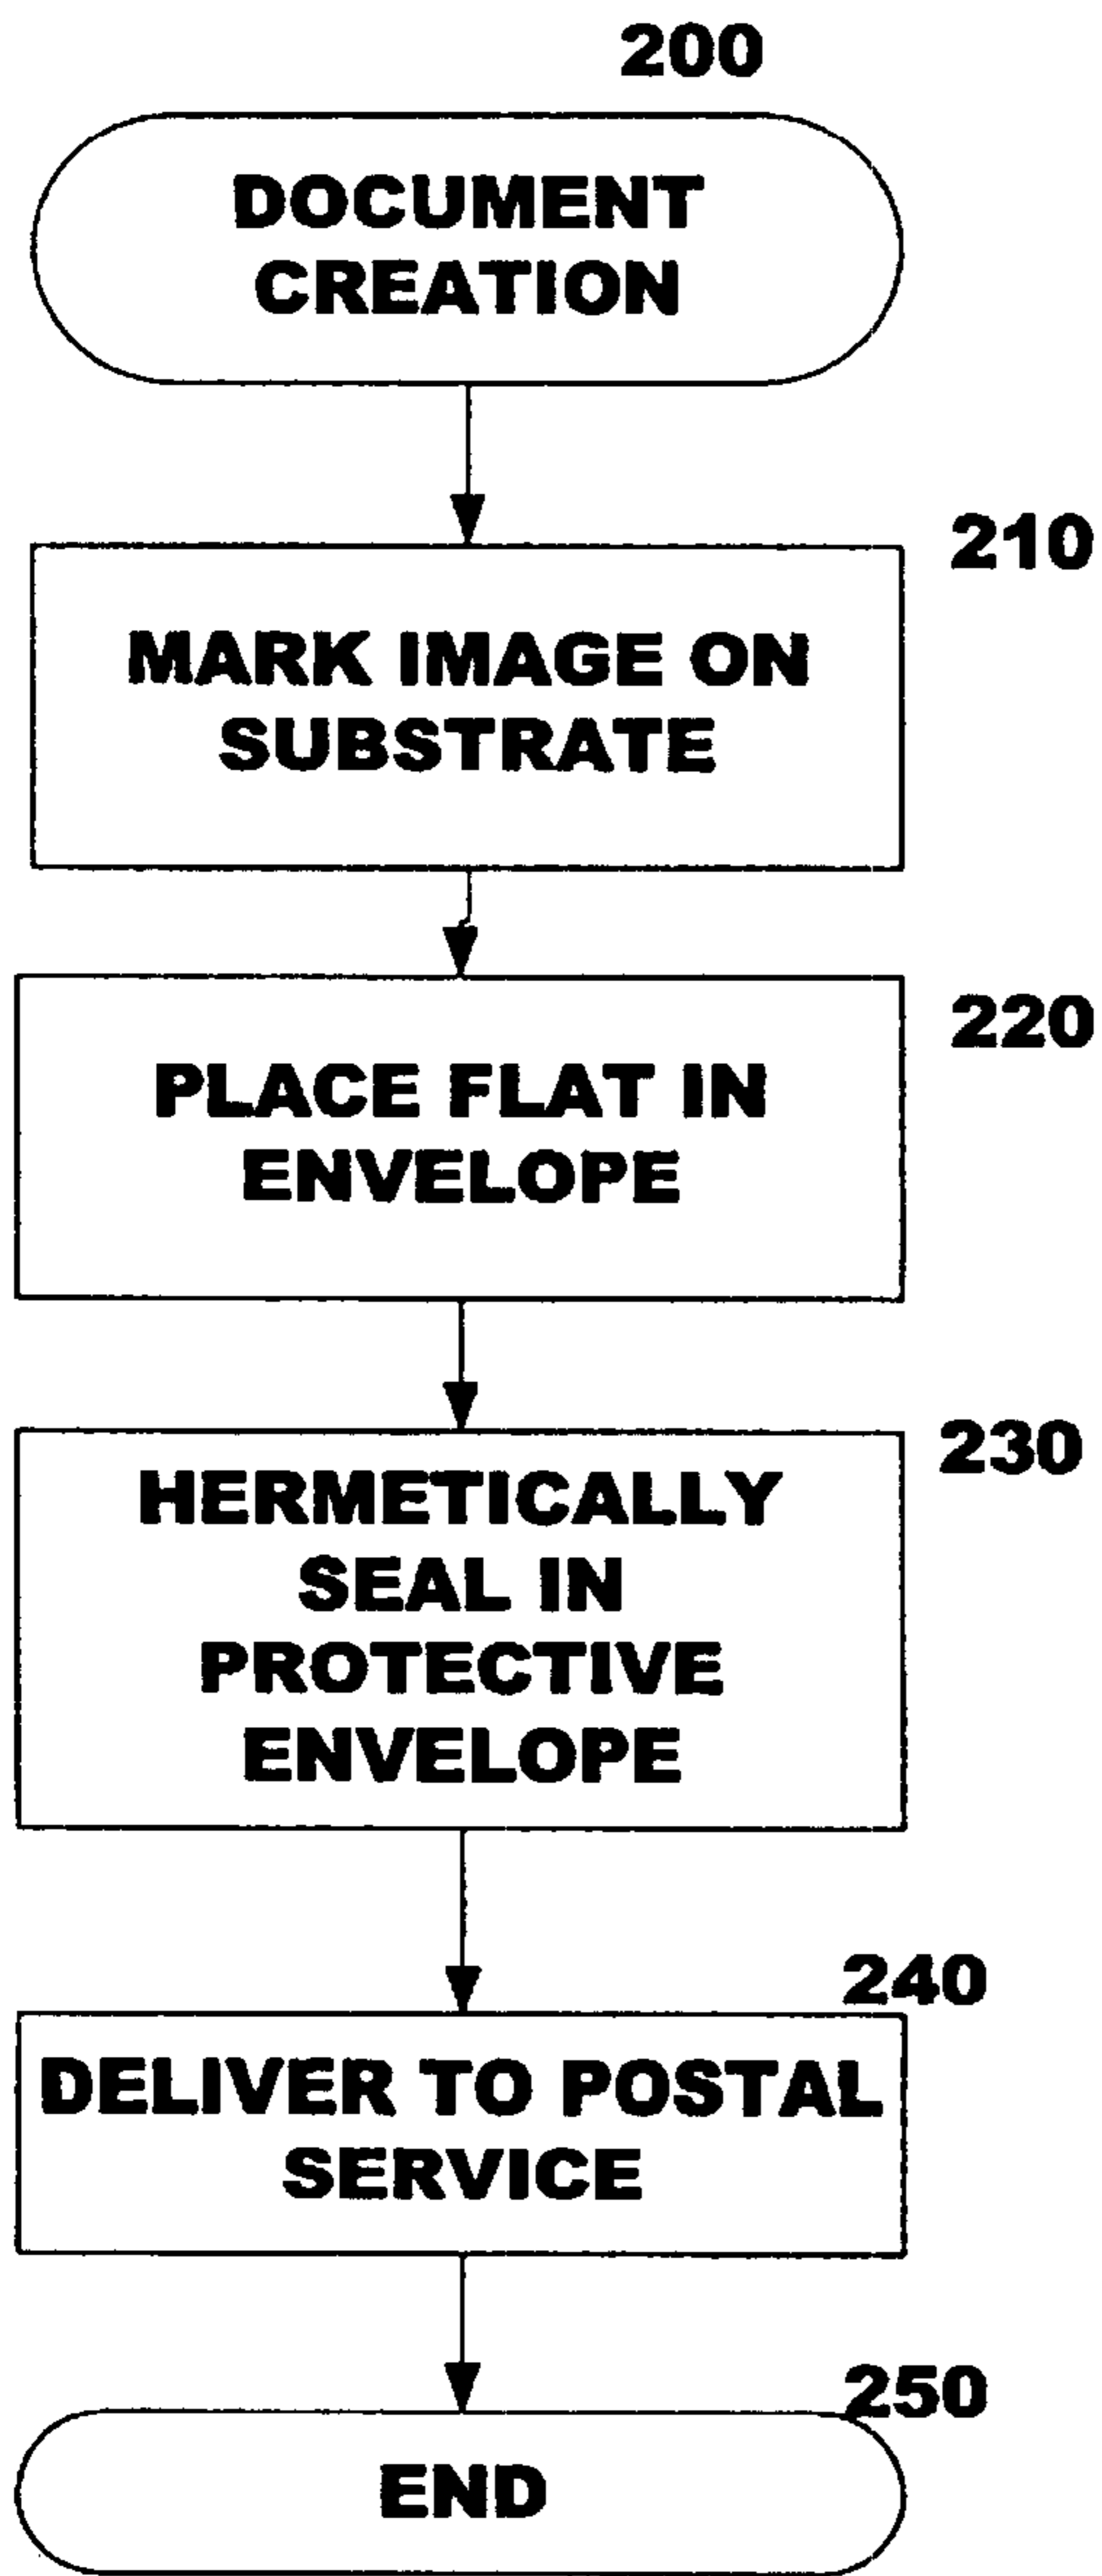 200
DOCUMENT
CREATION
210
MARK IMAGE ON
SUBSTRATE
220
PLACE FLAT IN
ENVELOPE
230
HERMETICALLY
SEAL IN
PROTECTIVE
ENVELOPE
240
DELIVER TO POSTAL
SERVICE
250
END